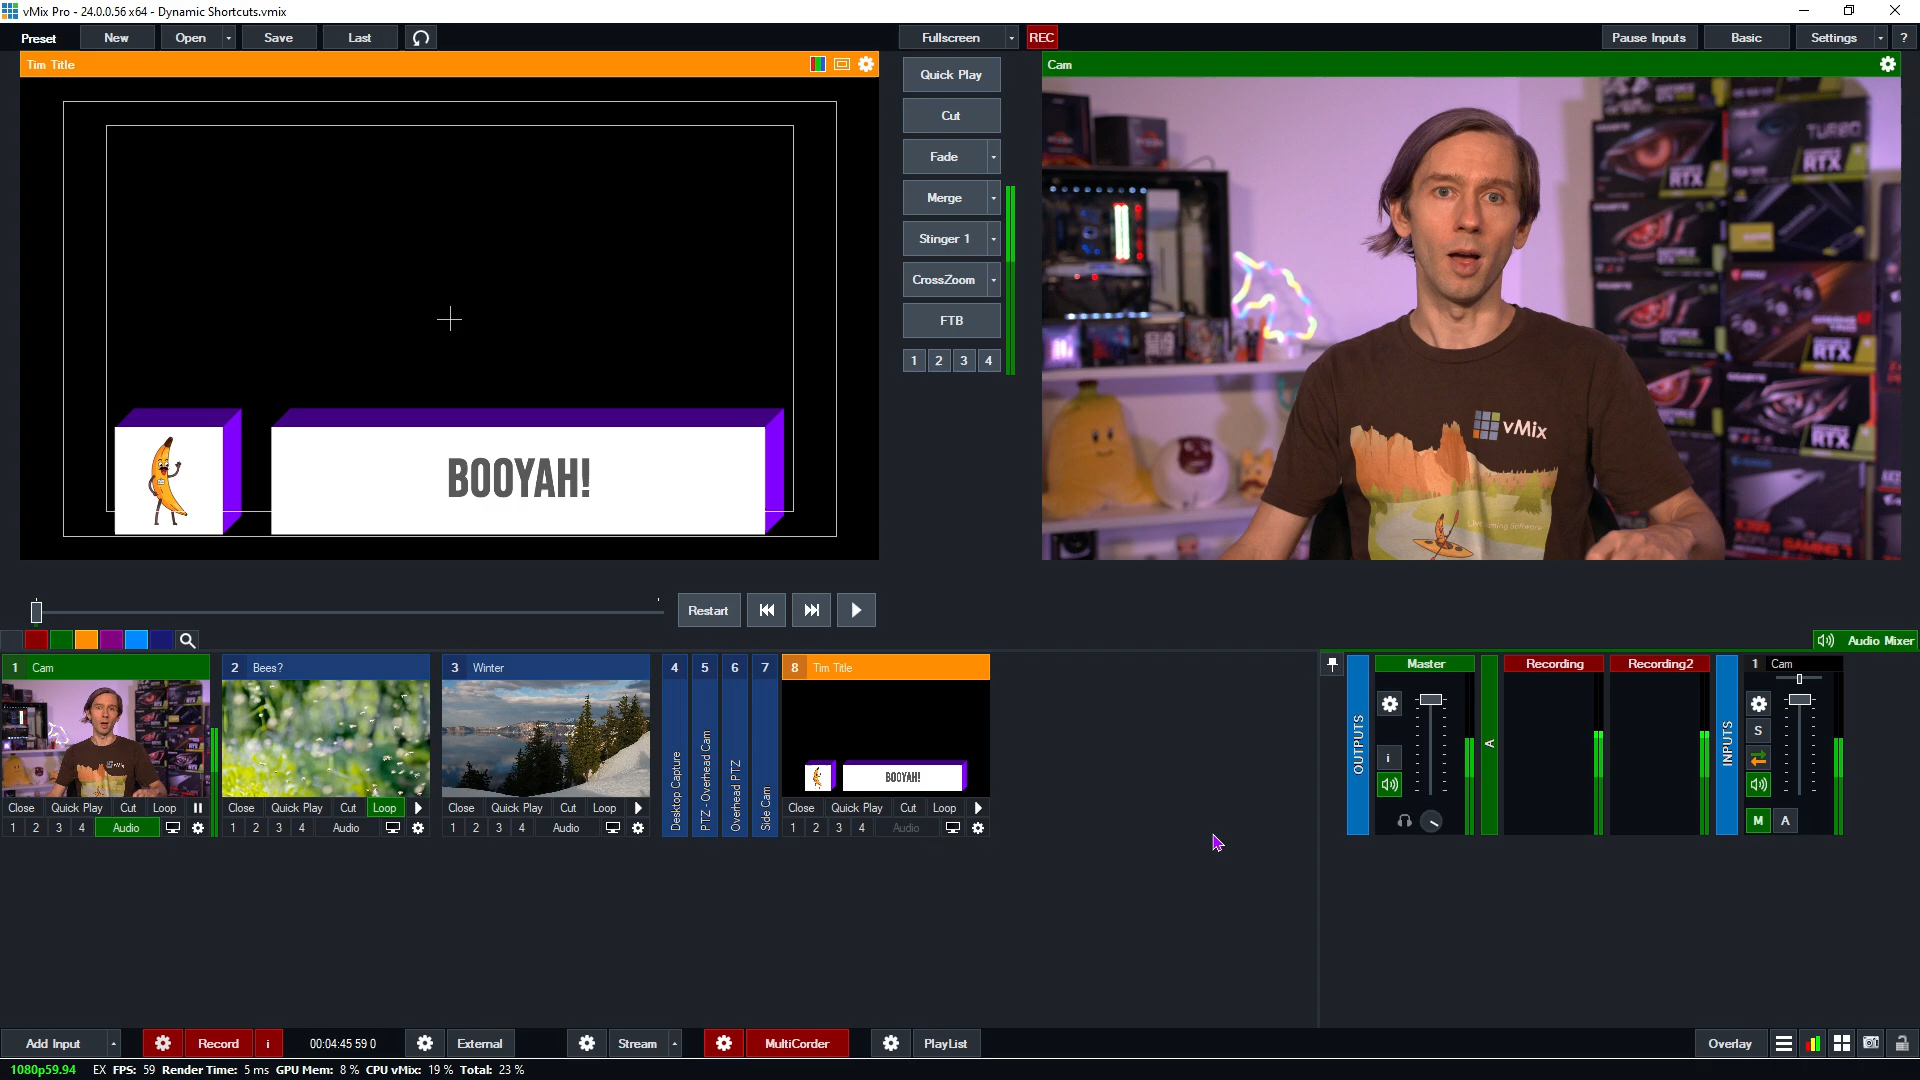 vMix Pro - 24.0.0.56 x64 - Dynamic Shortcuts.vmix
Preset New Open Save Last Fullscreen REC Pause Inputs Basic Settings ?
Tim Title
Quick Play
Cut
Fade
Merge
Stinger 1
CrossZoom
FTB
1 2 3 4
BOOYAH!
Cam
TURBO
RTX
RTX
RTX
RTX
vMix
Restart
Audio Mixer
1 Cam
Close Quick Play Cut Loop
1 2 3 4 Audio
2 Bees?
Close Quick Play Cut Loop
1 2 3 4 Audio
3 Winter
Close Quick Play Cut Loop
1 2 3 4 Audio
4 Desktop Capture
5 PTZ - Overhead Cam
6 Overhead PTZ
7 Side Cam
8 Tim Title
BOOYAH!
Close Quick Play Cut Loop
1 2 3 4 Audio
OUTPUTS
Master
i
A
Recording
Recording2
INPUTS
1 Cam
S
M A
Add Input Record i 00:04:45 59 0 External Stream MultiCorder PlayList Overlay
1080p59.94 EX FPS: 59 Render Time: 5 ms GPU Mem: 8 % CPU vMix: 19 % Total: 23 %